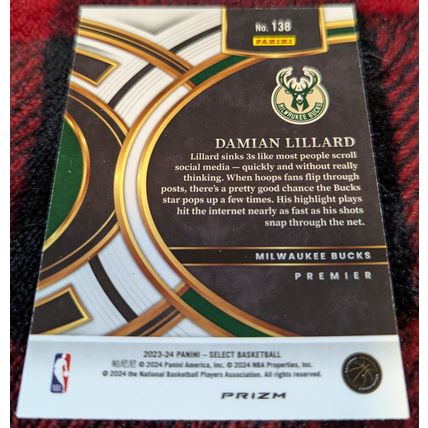 No. 138
PANINI
MILWAUKEE BUCKS
DAMIAN LILLARD
Lillard sinks 3s like most people scroll
social media — quickly and without really
thinking. When hoops fans flip through
posts, there's a pretty good chance the Bucks
star pops up a few times. His highlight plays
hit the internet nearly as fast as his shots
snap through the net.
MILWAUKEE BUCKS
PREMIER
2023-24 PANINI – SELECT BASKETBALL
帕尼尼 © 2024 Panini America, Inc. © 2024 NBA Properties, Inc.
© 2024 the National Basketball Players Association. All rights reserved.
PRIZM